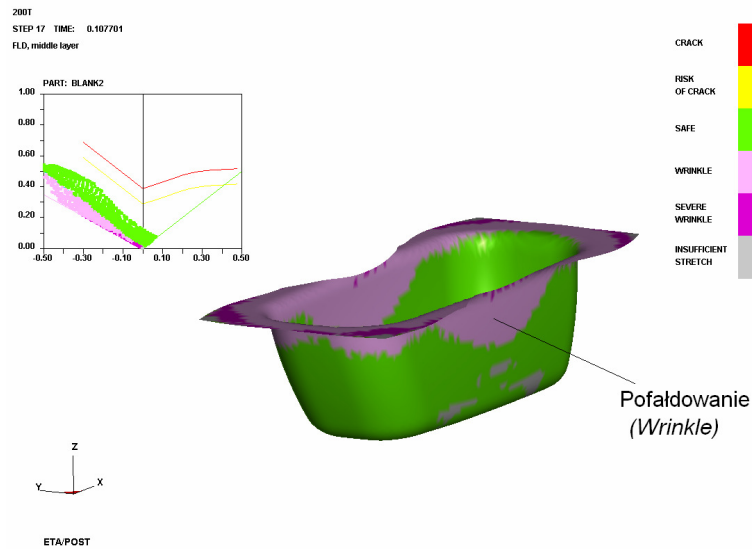 200T
STEP 17 TIME: 0.107701
FLD, middle layer
PART: BLANK2
1.00
0.80
0.60
0.40
0.20
0.00
-0.50 -0.30 -0.10 0.10 0.30 0.50
CRACK
RISK
OF CRACK
SAFE
WRINKLE
SEVERE
WRINKLE
INSUFFICIENT
STRETCH
Pofałdowanie
(Wrinkle)
Z
Y
X
ETA/POST